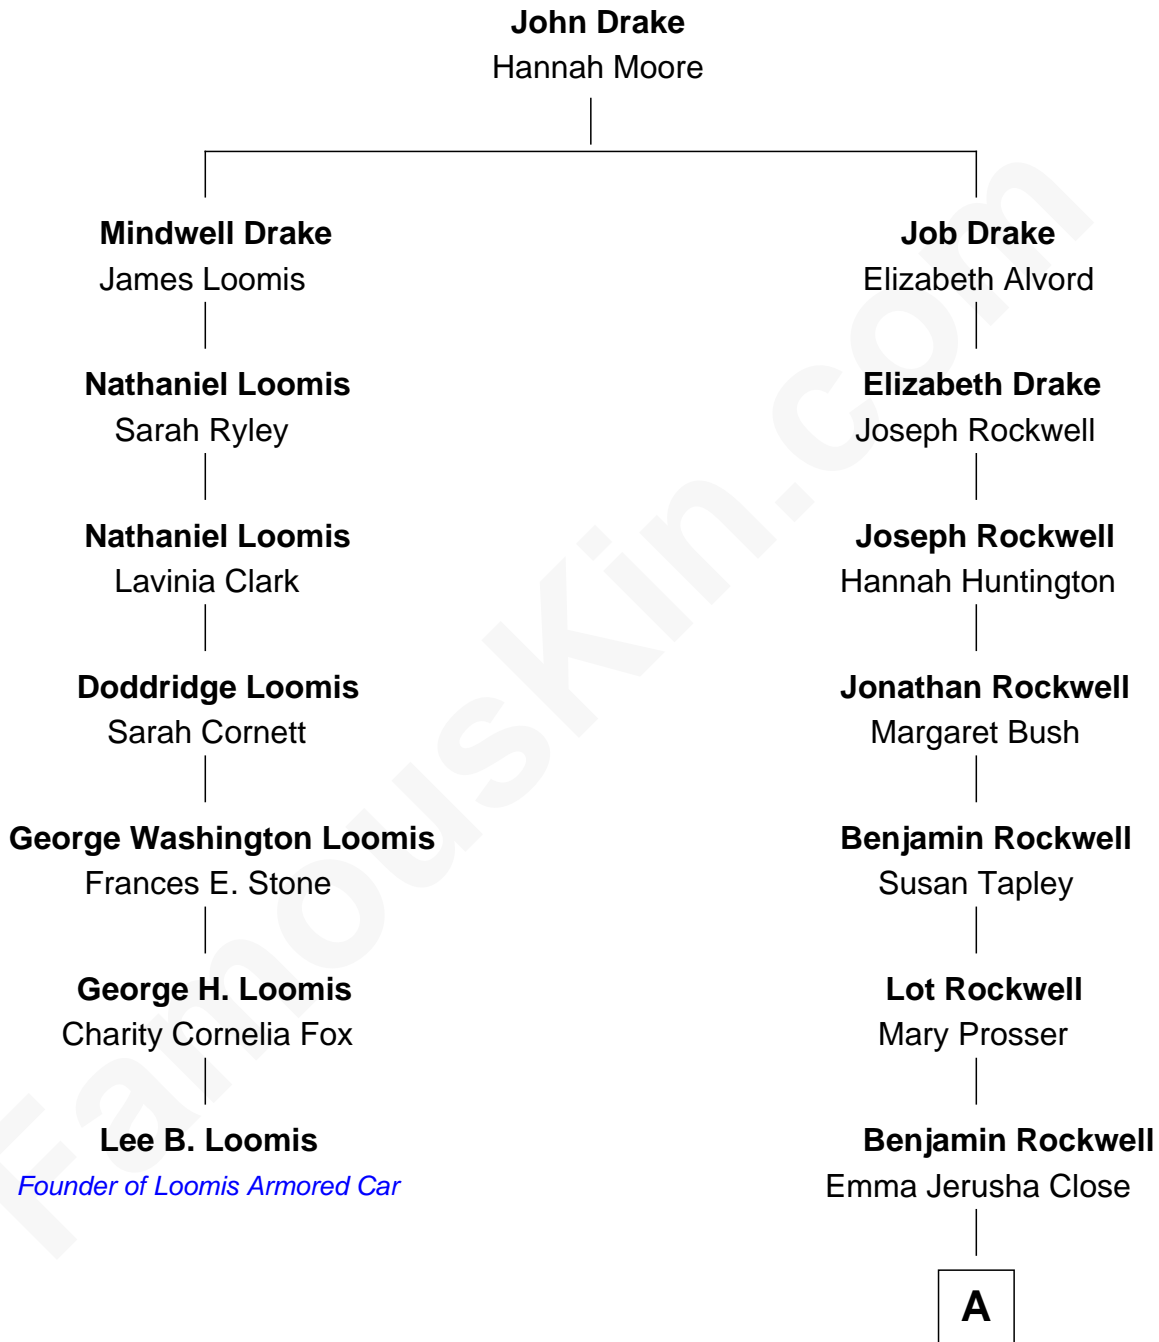 John Drake
Hannah Moore
Mindwell Drake
James Loomis
Job Drake
Elizabeth Alvord
Nathaniel Loomis
Sarah Ryley
Elizabeth Drake
Joseph Rockwell
Nathaniel Loomis
Lavinia Clark
Joseph Rockwell
Hannah Huntington
Doddridge Loomis
Sarah Cornett
Jonathan Rockwell
Margaret Bush
George Washington Loomis
Frances E. Stone
Benjamin Rockwell
Susan Tapley
George H. Loomis
Charity Cornelia Fox
Lot Rockwell
Mary Prosser
Lee B. Loomis
Founder of Loomis Armored Car
Benjamin Rockwell
Emma Jerusha Close
A
FamousKin.com